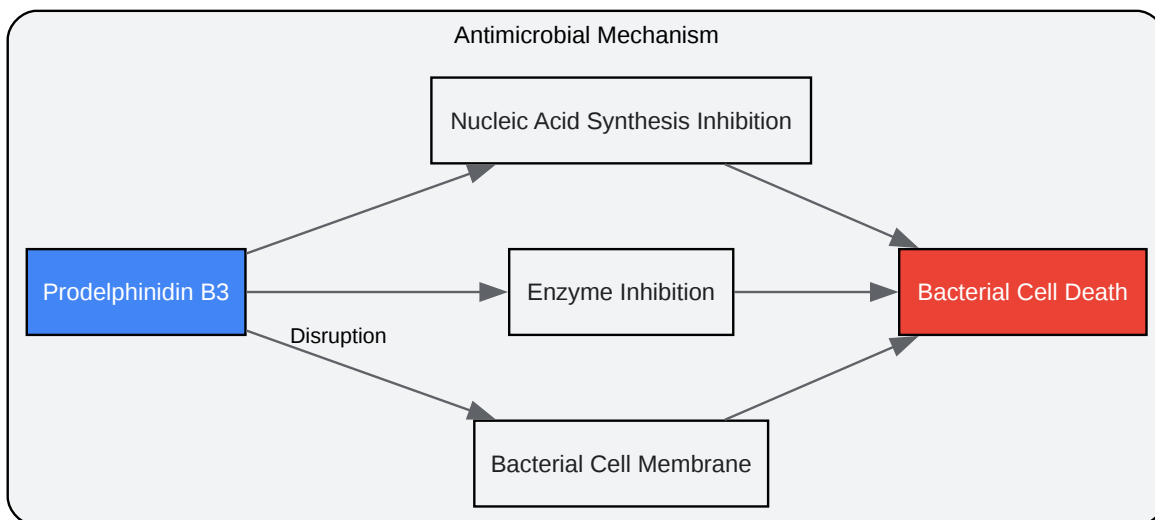 Antimicrobial Mechanism
Nucleic Acid Synthesis Inhibition
Prodelphinidin B3
Enzyme Inhibition
Bacterial Cell Death
Disruption
Bacterial Cell Membrane